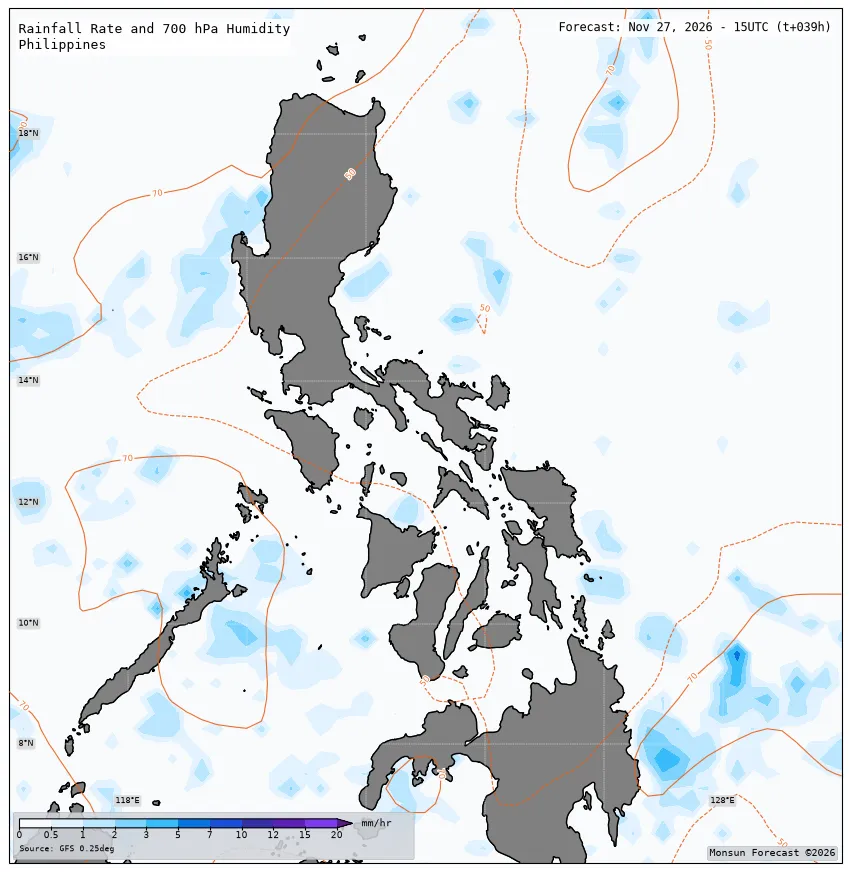 Rainfall Rate and 700 hPa Humidity
Philippines
Forecast: Nov 27, 2026 - 15UTC (t+039h)
70
50
18°N
50
70
16°N
50
14°N
70
12°N
10°N
50
70
70
8°N
118°E
128°E
0 0.5 1 2 3 5 7 10 12 15 20 mm/hr
Source: GFS 0.25deg
50
Monsun Forecast ©2026